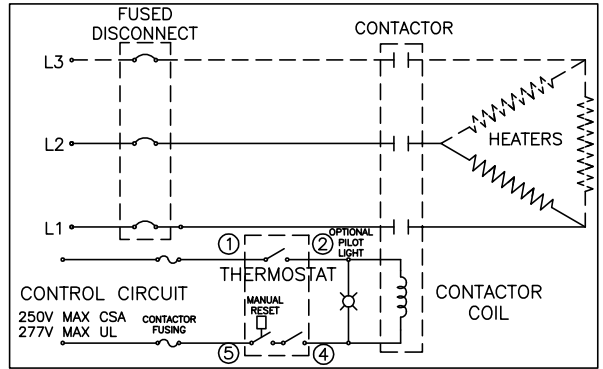 FUSED
DISCONNECT
CONTACTOR
L3
L2
HEATERS
L1
1
2
OPTIONAL
PILOT
LIGHT
THERMOSTAT
CONTROL CIRCUIT
250V MAX CSA
277V MAX UL
CONTACTOR
FUSING
MANUAL
RESET
CONTACTOR
COIL
5
4